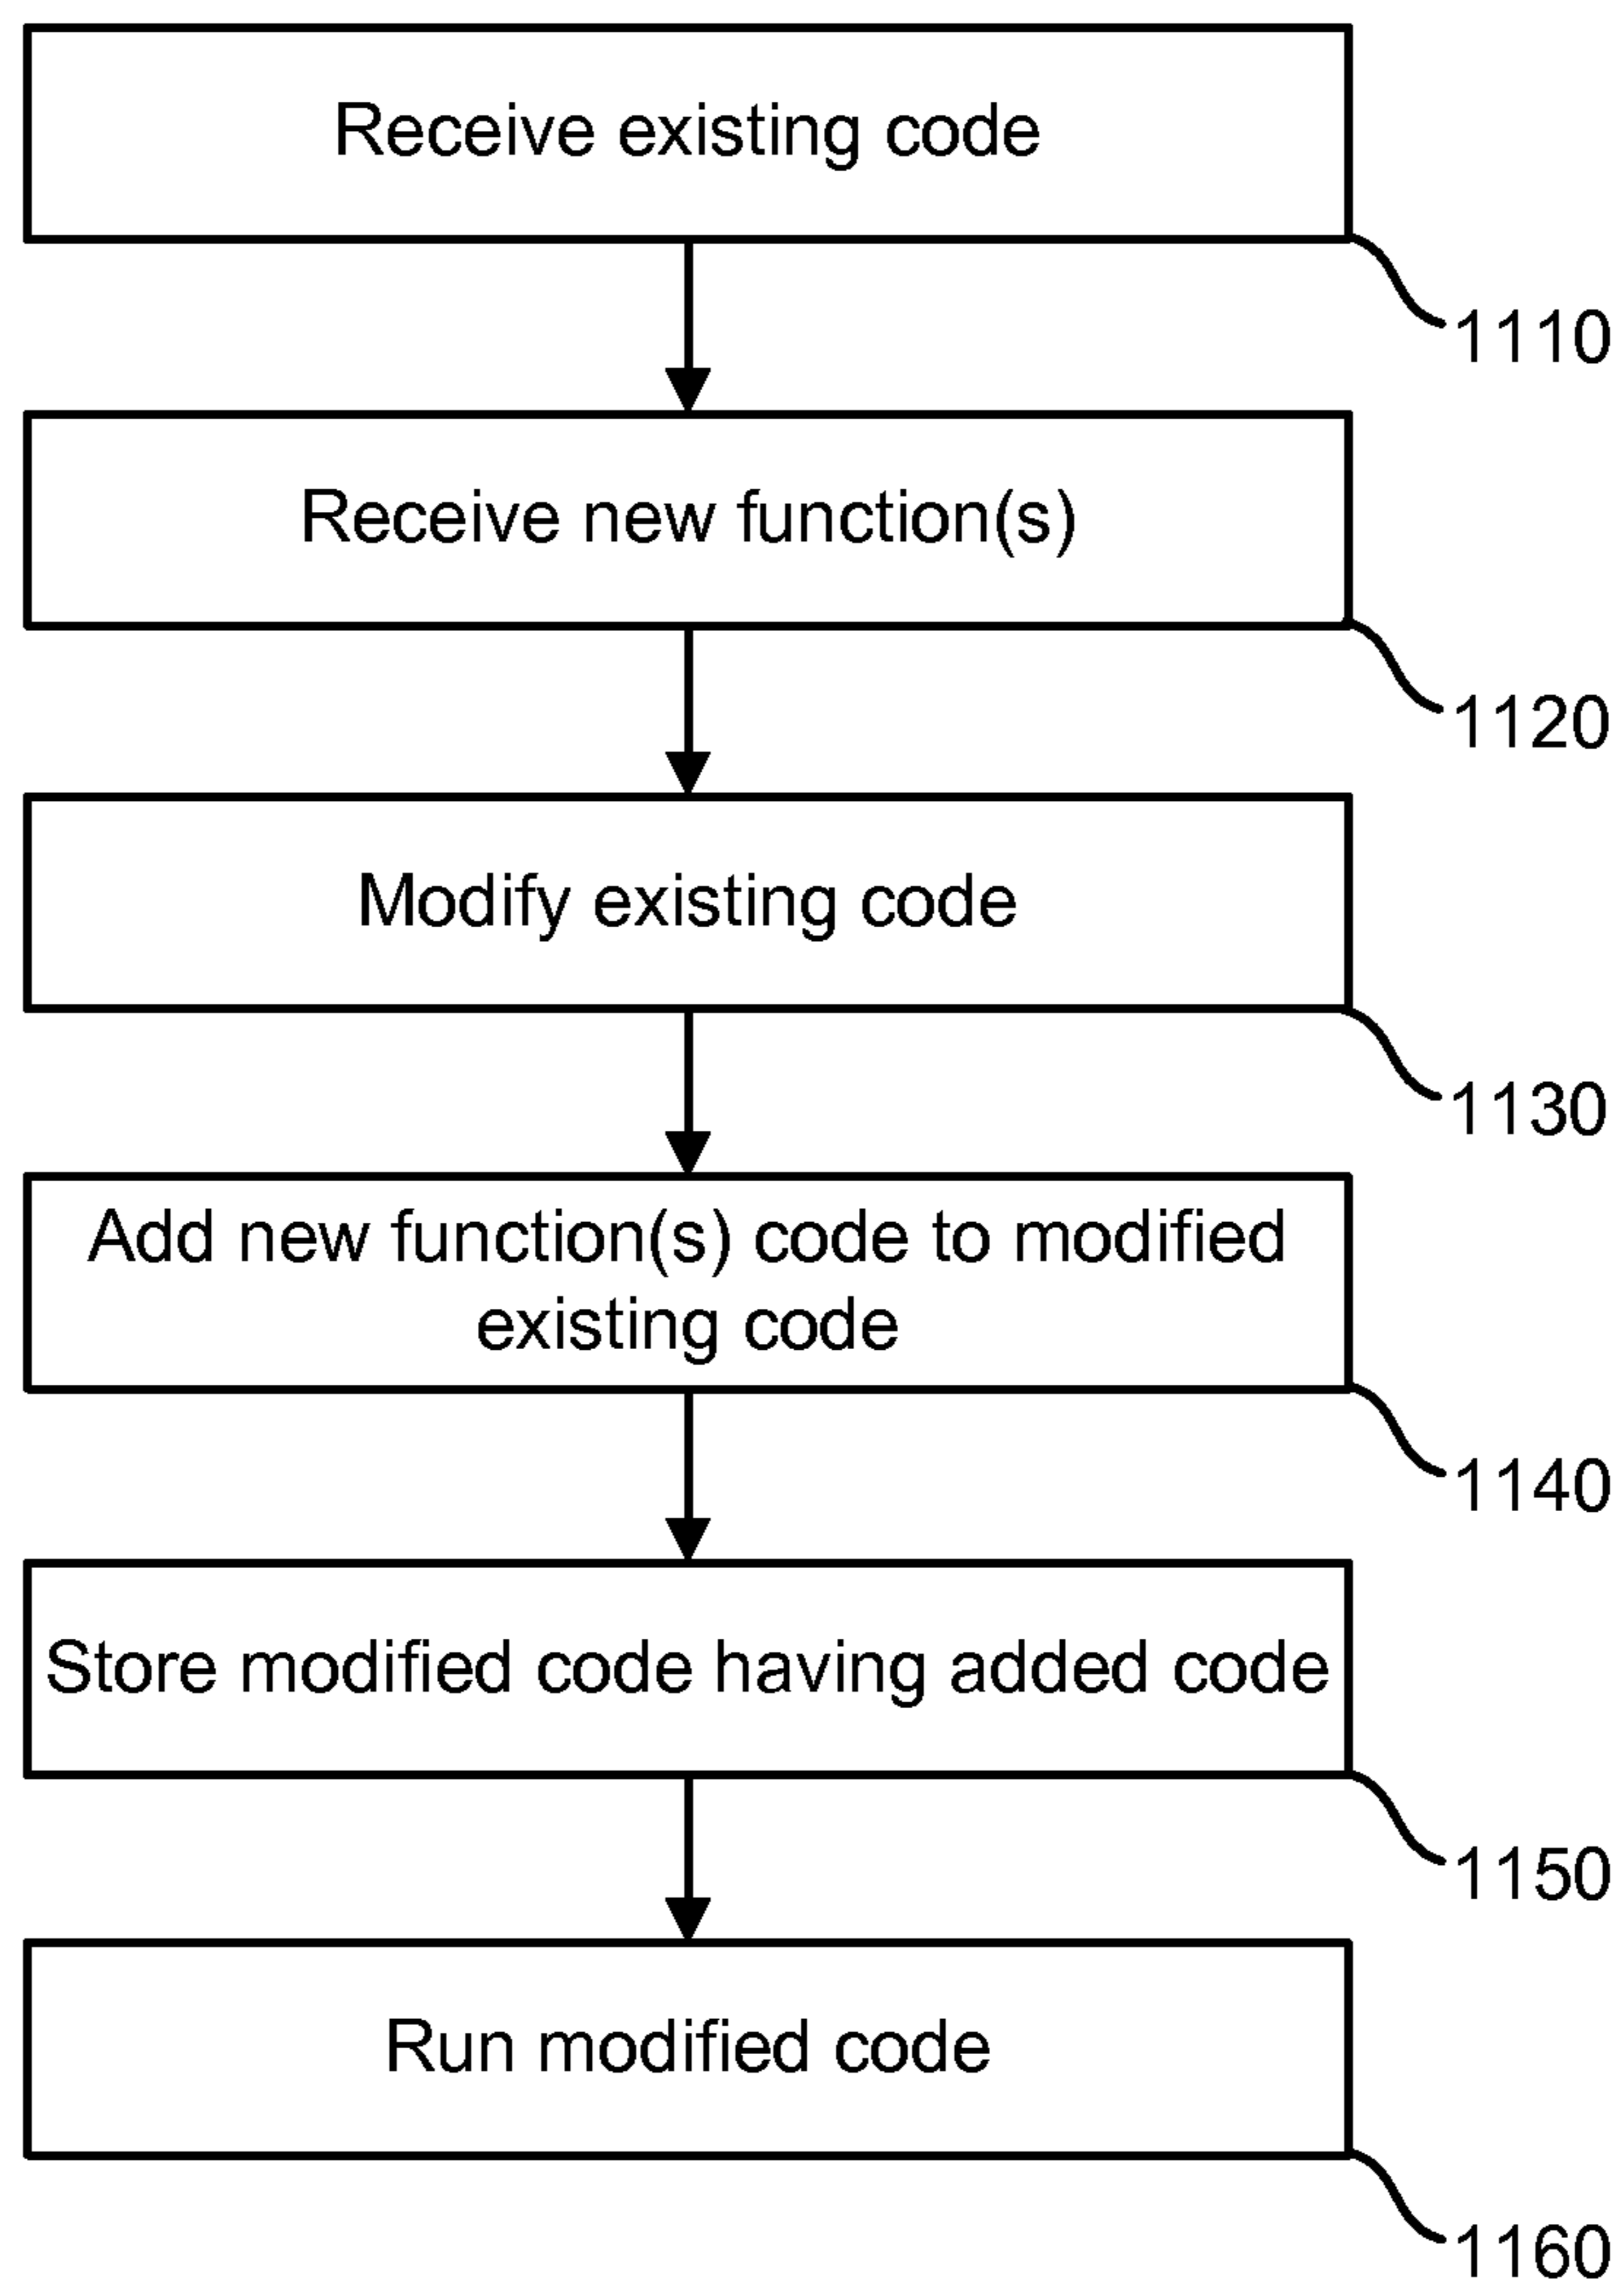 Receive existing code
1110
Receive new function(s)
1120
Modify existing code
1130
Add new function(s) code to modified
existing code
1140
Store modified code having added code
1150
Run modified code
1160